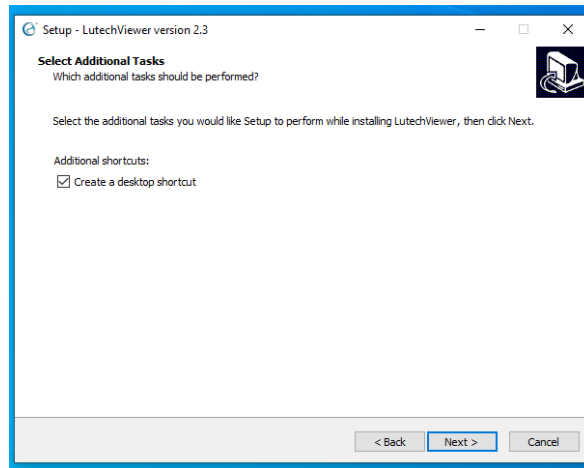 Setup - LutechViewer version 2.3
Select Additional Tasks
Which additional tasks should be performed?
Select the additional tasks you would like Setup to perform while installing LutechViewer, then click Next.
Additional shortcuts:
Create a desktop shortcut
< Back Next > Cancel